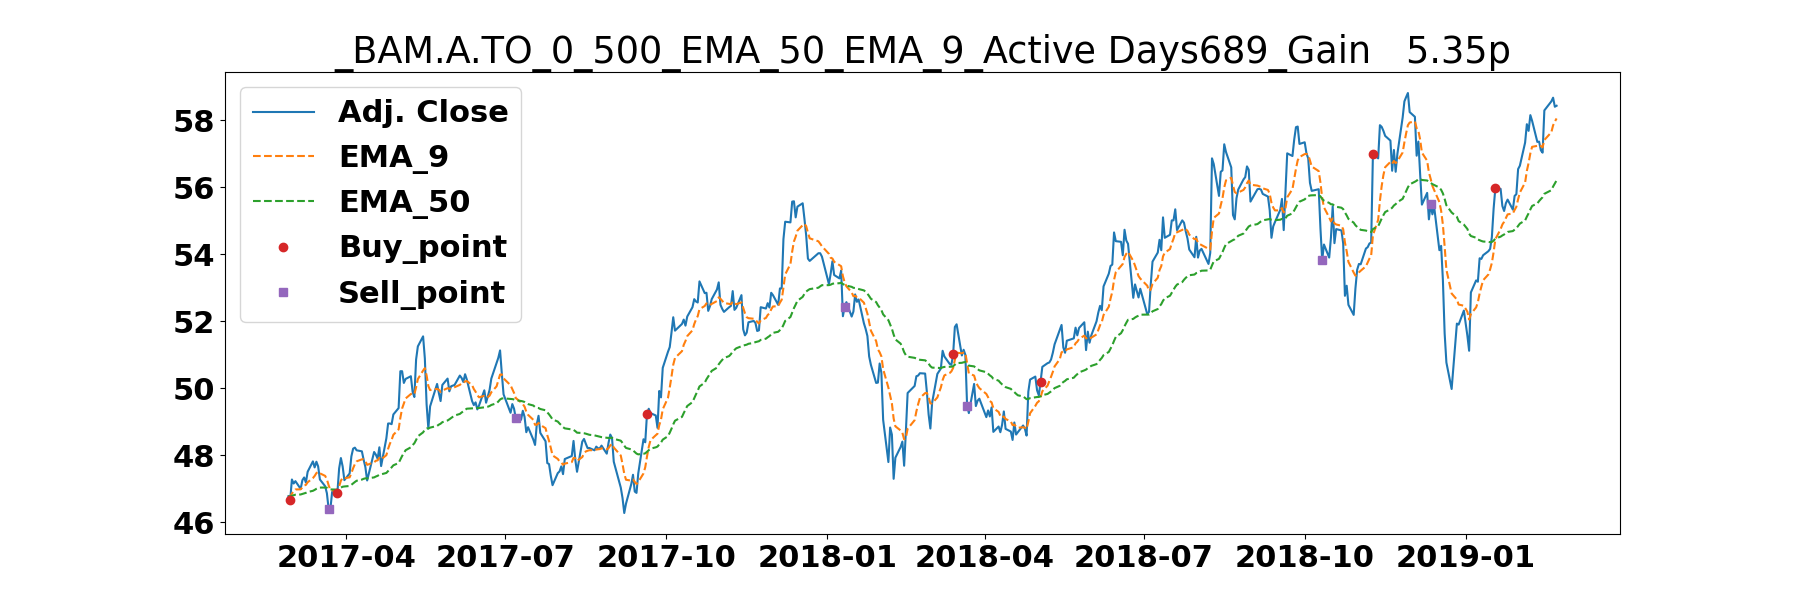 _BAM.A.TO_0_500_EMA_50_EMA_9_Active Days689_Gain   5.35p
Adj. Close
EMA_9
EMA_50
Buy_point
Sell_point
58
56
54
52
50
48
46
2017-04 2017-07 2017-10 2018-01 2018-04 2018-07 2018-10 2019-01